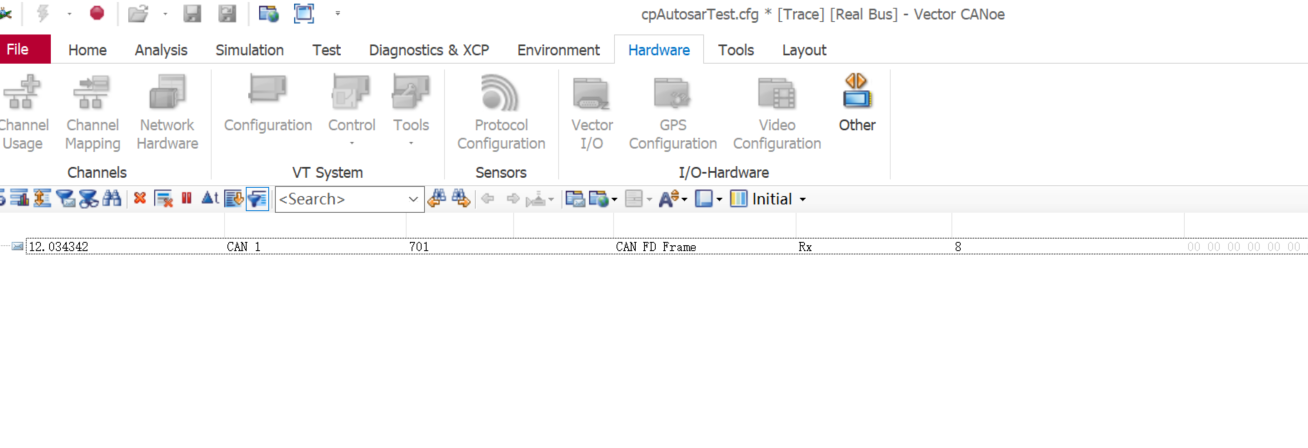 cpAutosarTest.cfg * [Trace] [Real Bus] - Vector CANoe
File Home Analysis Simulation Test Diagnostics & XCP Environment Hardware Tools Layout
Channel Usage
Channel Mapping
Network Hardware
Configuration
Control
Tools
Protocol Configuration
Vector I/O
GPS Configuration
Video Configuration
Other
Channels VT System Sensors I/O-Hardware
Δt <Search> A Initial
12.034342 CAN 1 701 CAN FD Frame Rx 8 00 00 00 00 00 00